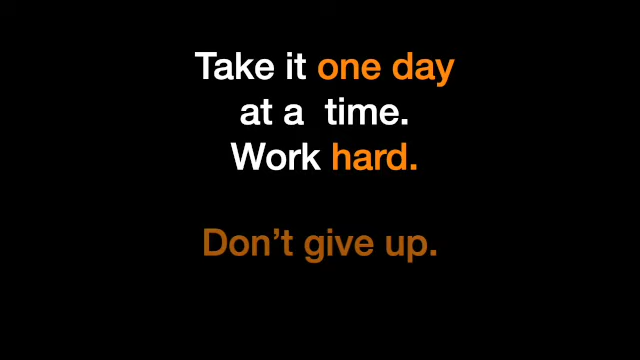 Take it one day
at a  time.
Work hard.
Don’t give up.